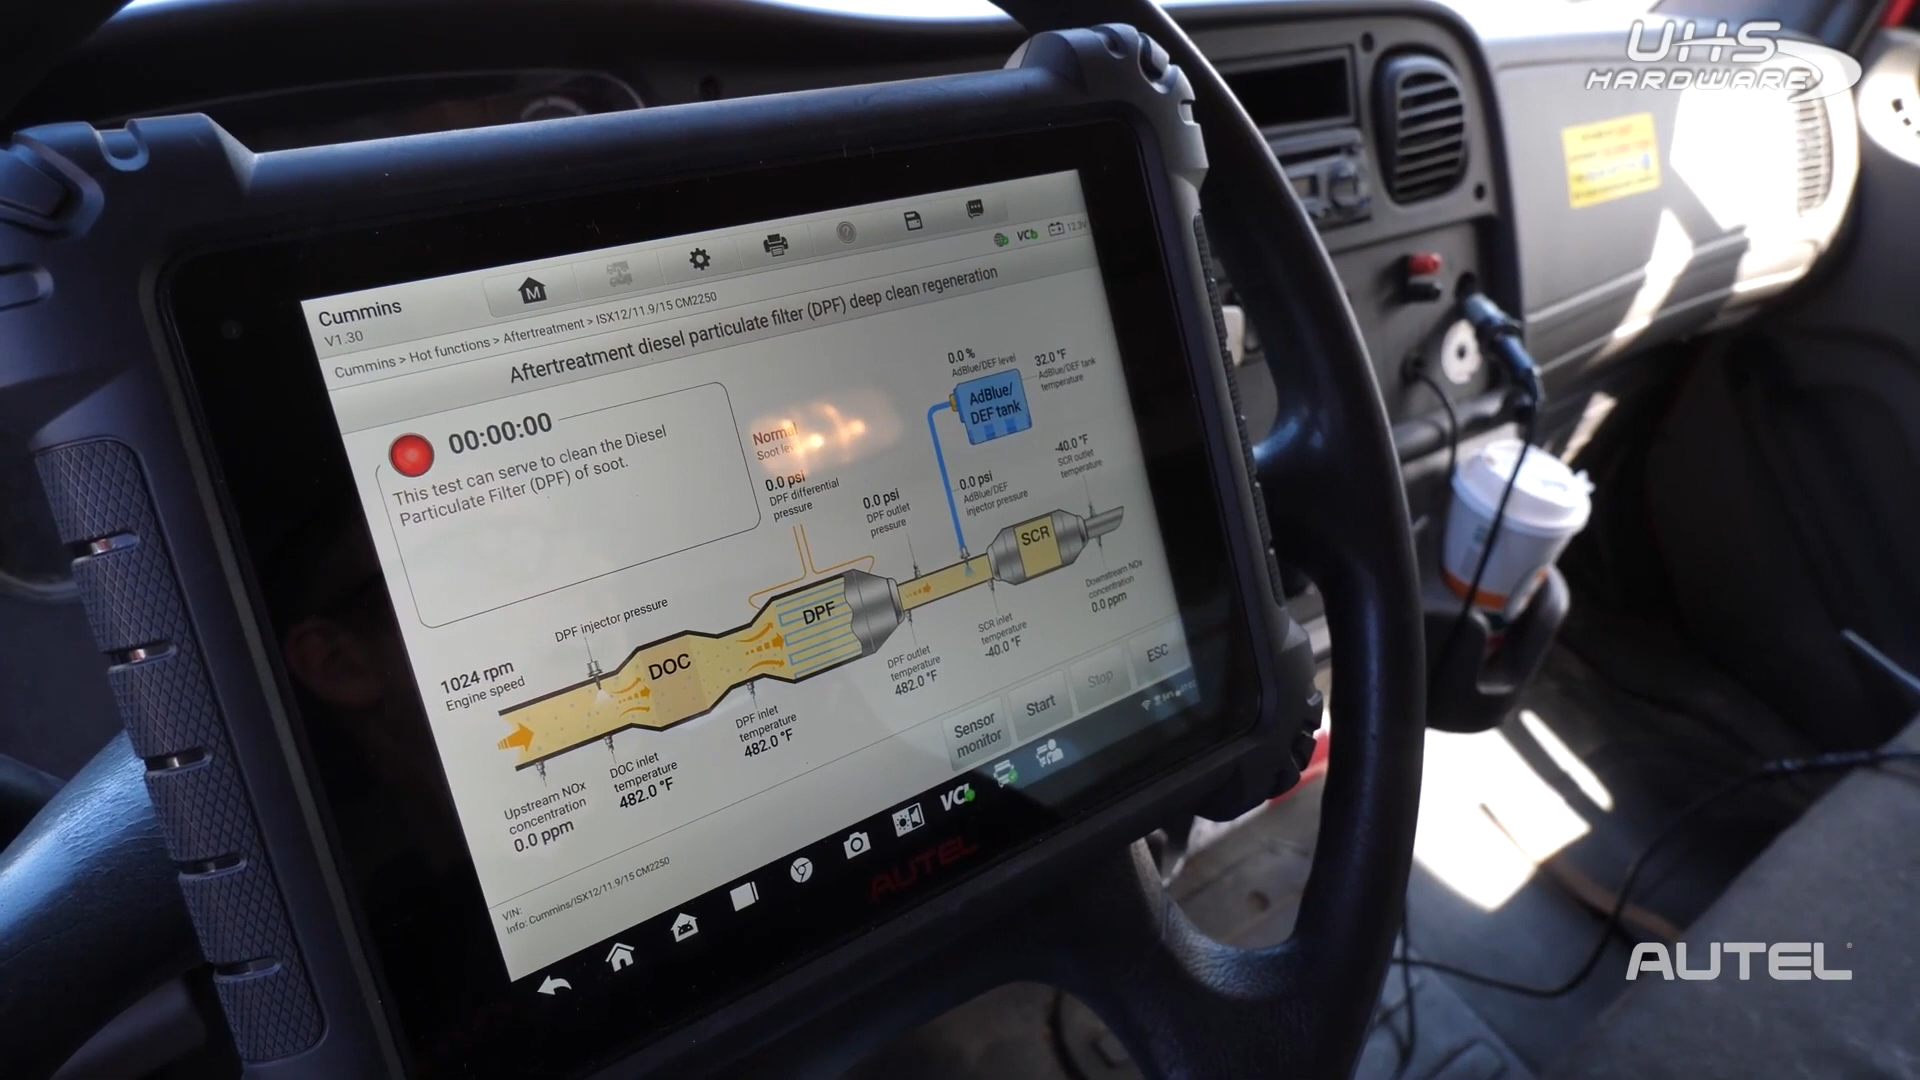 UHS
HARDWARE
Cummins
V1.30
M
VCI
12.3V
Cummins > Hot functions > Aftertreatment > ISX12/11.9/15 CM2250
Aftertreatment diesel particulate filter (DPF) deep clean regeneration
00:00:00
This test can serve to clean the Diesel
Particulate Filter (DPF) of soot.
Normal
0.0 psi
DPF differential
pressure
0.0 psi
DPF outlet
pressure
0.0 %
AdBlue/DEF level
AdBlue/
DEF tank
32.0 °F
AdBlue/DEF tank
temperature
0.0 psi
AdBlue/DEF
injector pressure
-40.0 °F
SCR outlet
temperature
DPF injector pressure
1024 rpm
Engine speed
DOC
DPF
SCR
Upstream NOx
concentration
0.0 ppm
DOC inlet
temperature
482.0 °F
DPF inlet
temperature
482.0 °F
DPF outlet
temperature
482.0 °F
SCR inlet
temperature
-40.0 °F
Downstream NOx
concentration
0.0 ppm
Sensor
monitor
Start
Stop
ESC
VIN:
Info: Cummins/ISX12/11.9/15 CM2250
VCI
AUTEL
AUTEL